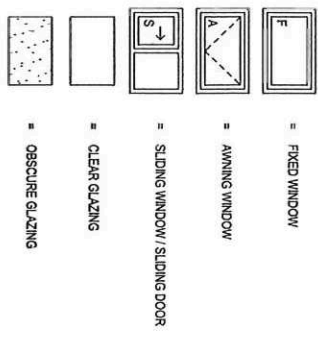 F = FIXED WINDOW
A = AWNING WINDOW
S = SLIDING WINDOW / SLIDING DOOR
= CLEAR GLAZING
= OBSCURE GLAZING